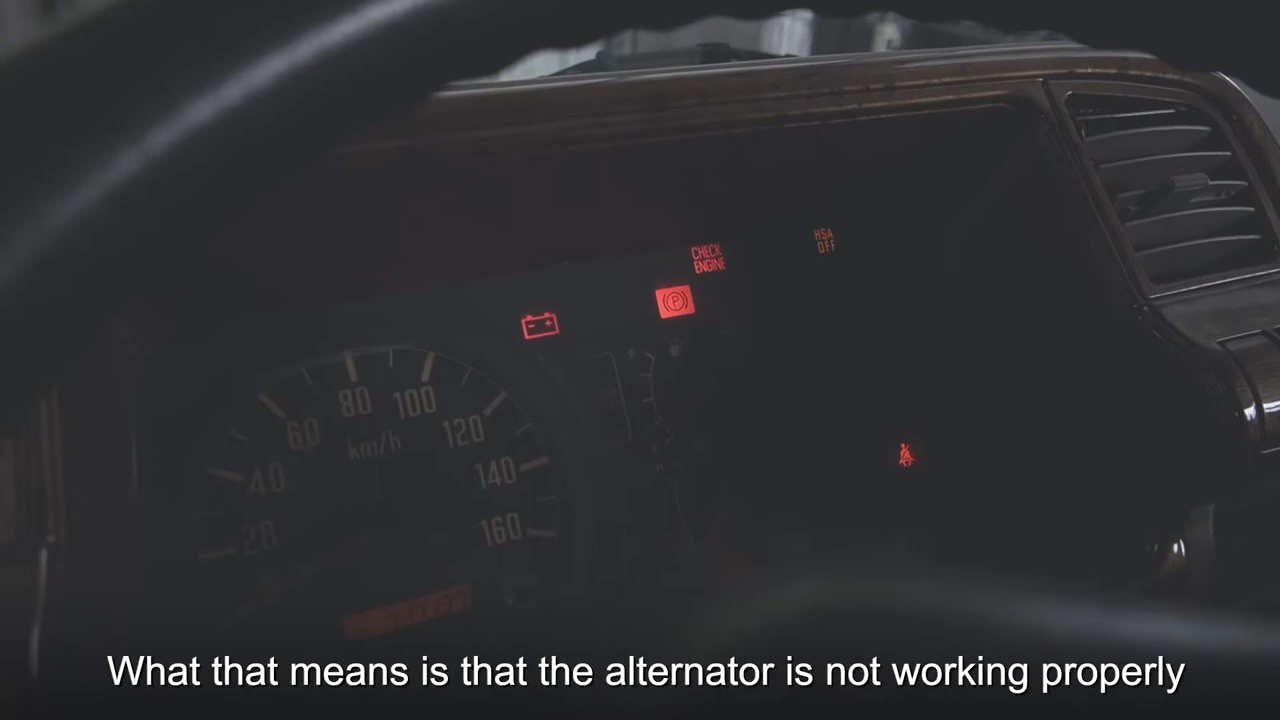 HSA
OFF
CHECK
ENGINE
P
F
80
100
60
km/h
120
40
140
20
160
What that means is that the alternator is not working properly